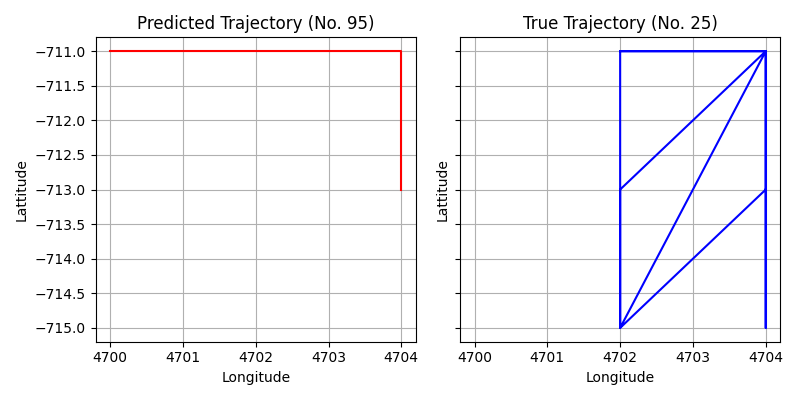 Predicted Trajectory (No. 95)
True Trajectory (No. 25)
Lattitude
−711.0
−711.5
−712.0
−712.5
−713.0
−713.5
−714.0
−714.5
−715.0
4700 4701 4702 4703 4704
Longitude
Lattitude
4700 4701 4702 4703 4704
Longitude